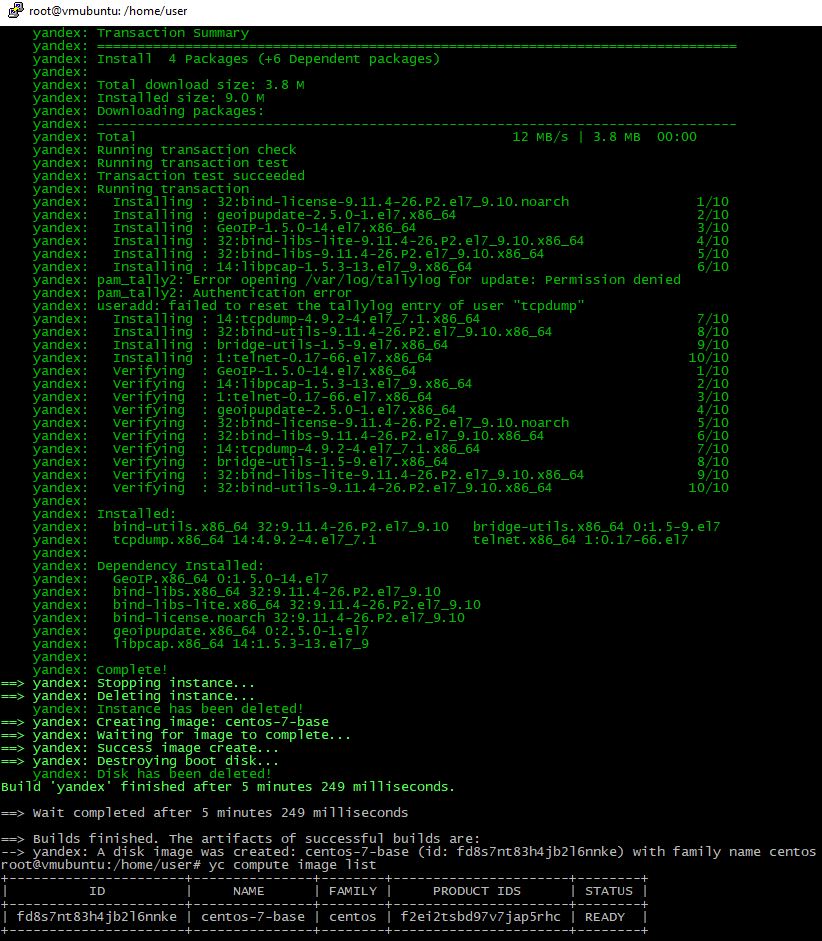 root@vmubuntu: /home/user
yandex: Transaction Summary
yandex: ================================================================================
yandex: Install  4 Packages (+6 Dependent packages)
yandex:
yandex: Total download size: 3.8 M
yandex: Installed size: 9.0 M
yandex: Downloading packages:
yandex: --------------------------------------------------------------------------------
yandex: Total                                               12 MB/s | 3.8 MB  00:00
yandex: Running transaction check
yandex: Running transaction test
yandex: Transaction test succeeded
yandex: Running transaction
yandex:   Installing : 32:bind-license-9.11.4-26.P2.el7_9.10.noarch                1/10
yandex:   Installing : geoipupdate-2.5.0-1.el7.x86_64                              2/10
yandex:   Installing : GeoIP-1.5.0-14.el7.x86_64                                   3/10
yandex:   Installing : 32:bind-libs-lite-9.11.4-26.P2.el7_9.10.x86_64              4/10
yandex:   Installing : 32:bind-libs-9.11.4-26.P2.el7_9.10.x86_64                   5/10
yandex:   Installing : 14:libpcap-1.5.3-13.el7_9.x86_64                            6/10
yandex: pam_tally2: Error opening /var/log/tallylog for update: Permission denied
yandex: pam_tally2: Authentication error
yandex: useradd: failed to reset the tallylog entry of user "tcpdump"
yandex:   Installing : 14:tcpdump-4.9.2-4.el7_7.1.x86_64                           7/10
yandex:   Installing : 32:bind-utils-9.11.4-26.P2.el7_9.10.x86_64                  8/10
yandex:   Installing : bridge-utils-1.5-9.el7.x86_64                               9/10
yandex:   Installing : 1:telnet-0.17-66.el7.x86_64                                10/10
yandex:   Verifying  : GeoIP-1.5.0-14.el7.x86_64                                   1/10
yandex:   Verifying  : 14:libpcap-1.5.3-13.el7_9.x86_64                            2/10
yandex:   Verifying  : 1:telnet-0.17-66.el7.x86_64                                 3/10
yandex:   Verifying  : geoipupdate-2.5.0-1.el7.x86_64                              4/10
yandex:   Verifying  : 32:bind-license-9.11.4-26.P2.el7_9.10.noarch                5/10
yandex:   Verifying  : 32:bind-libs-9.11.4-26.P2.el7_9.10.x86_64                   6/10
yandex:   Verifying  : 14:tcpdump-4.9.2-4.el7_7.1.x86_64                           7/10
yandex:   Verifying  : bridge-utils-1.5-9.el7.x86_64                               8/10
yandex:   Verifying  : 32:bind-libs-lite-9.11.4-26.P2.el7_9.10.x86_64              9/10
yandex:   Verifying  : 32:bind-utils-9.11.4-26.P2.el7_9.10.x86_64                 10/10
yandex:
yandex: Installed:
yandex:   bind-utils.x86_64 32:9.11.4-26.P2.el7_9.10   bridge-utils.x86_64 0:1.5-9.el7
yandex:   tcpdump.x86_64 14:4.9.2-4.el7_7.1            telnet.x86_64 1:0.17-66.el7
yandex:
yandex: Dependency Installed:
yandex:   GeoIP.x86_64 0:1.5.0-14.el7
yandex:   bind-libs.x86_64 32:9.11.4-26.P2.el7_9.10
yandex:   bind-libs-lite.x86_64 32:9.11.4-26.P2.el7_9.10
yandex:   bind-license.noarch 32:9.11.4-26.P2.el7_9.10
yandex:   geoipupdate.x86_64 0:2.5.0-1.el7
yandex:   libpcap.x86_64 14:1.5.3-13.el7_9
yandex:
yandex: Complete!
==> yandex: Stopping instance...
==> yandex: Deleting instance...
yandex: Instance has been deleted!
==> yandex: Creating image: centos-7-base
==> yandex: Waiting for image to complete...
==> yandex: Success image create...
==> yandex: Destroying boot disk...
yandex: Disk has been deleted!
Build 'yandex' finished after 5 minutes 249 milliseconds.
==> Wait completed after 5 minutes 249 milliseconds
==> Builds finished. The artifacts of successful builds are:
--> yandex: A disk image was created: centos-7-base (id: fd8s7nt83h4jb2l6nnke) with family name centos
root@vmubuntu:/home/user# yc compute image list
+----------------------+---------------+--------+----------------------+--------+
|          ID          |     NAME      | FAMILY |     PRODUCT IDS      | STATUS |
+----------------------+---------------+--------+----------------------+--------+
| fd8s7nt83h4jb2l6nnke | centos-7-base | centos | f2ei2tsbd97v7jap5rhc | READY  |
+----------------------+---------------+--------+----------------------+--------+